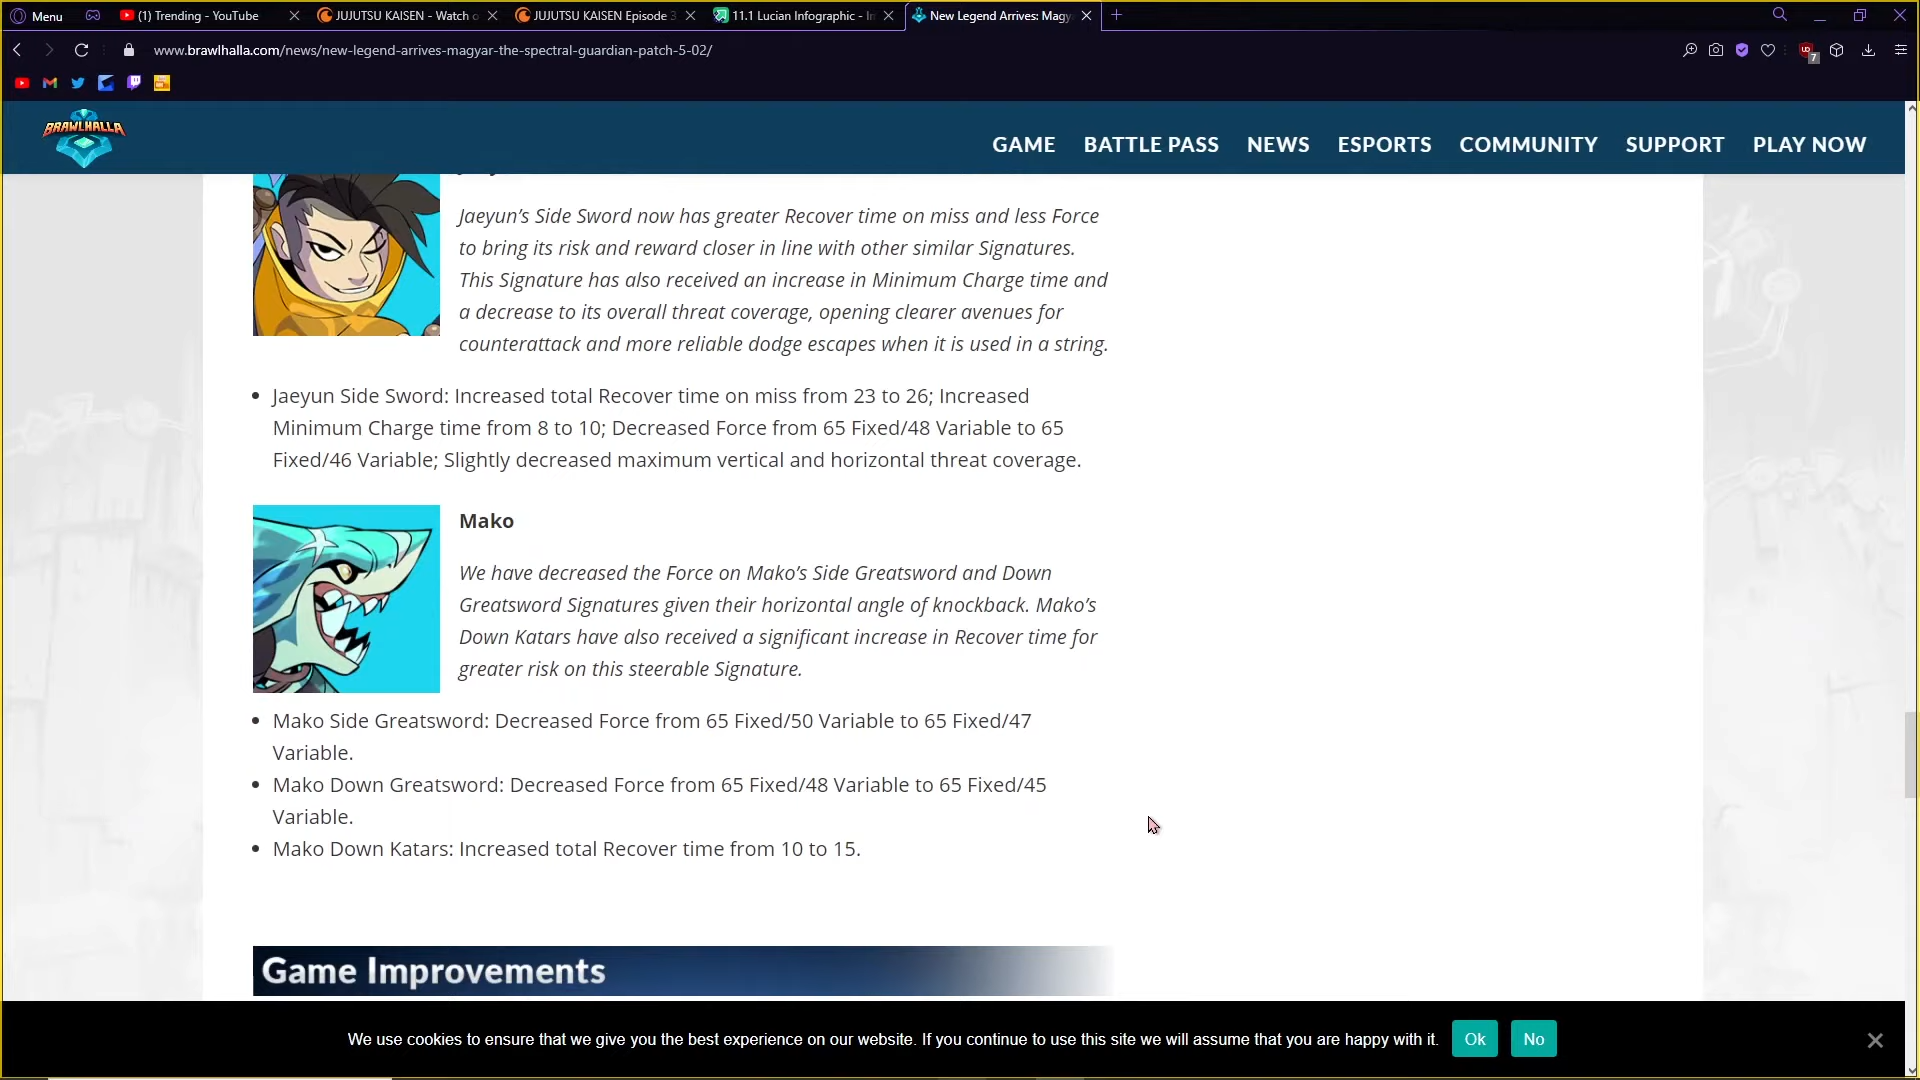 Menu
(1) Trending - YouTube
JUJUTSU KAISEN - Watch o
JUJUTSU KAISEN Episode 3
11.1 Lucian Infographic - Im
New Legend Arrives: Magy
www.brawlhalla.com/news/new-legend-arrives-magyar-the-spectral-guardian-patch-5-02/
7
BRAWLHALLA
GAME
BATTLE PASS
NEWS
ESPORTS
COMMUNITY
SUPPORT
PLAY NOW
Jaeyun's Side Sword now has greater Recover time on miss and less Force
to bring its risk and reward closer in line with other similar Signatures.
This Signature has also received an increase in Minimum Charge time and
a decrease to its overall threat coverage, opening clearer avenues for
counterattack and more reliable dodge escapes when it is used in a string.
• Jaeyun Side Sword: Increased total Recover time on miss from 23 to 26; Increased
Minimum Charge time from 8 to 10; Decreased Force from 65 Fixed/48 Variable to 65
Fixed/46 Variable; Slightly decreased maximum vertical and horizontal threat coverage.
Mako
We have decreased the Force on Mako's Side Greatsword and Down
Greatsword Signatures given their horizontal angle of knockback. Mako's
Down Katars have also received a significant increase in Recover time for
greater risk on this steerable Signature.
• Mako Side Greatsword: Decreased Force from 65 Fixed/50 Variable to 65 Fixed/47
Variable.
• Mako Down Greatsword: Decreased Force from 65 Fixed/48 Variable to 65 Fixed/45
Variable.
• Mako Down Katars: Increased total Recover time from 10 to 15.
Game Improvements
We use cookies to ensure that we give you the best experience on our website. If you continue to use this site we will assume that you are happy with it.
Ok
No